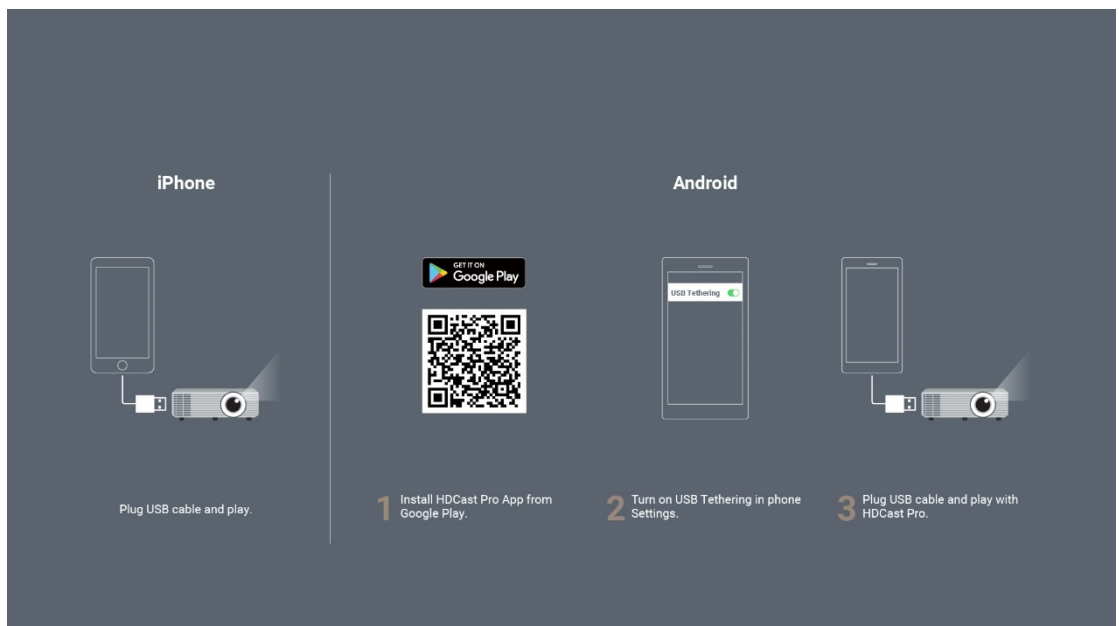 iPhone
Plug USB cable and play.
Android
GET IT ON
Google Play
1
Install HDCast Pro App from
Google Play.
USB Tethering
2
Turn on USB Tethering in phone
Settings.
3
Plug USB cable and play with
HDCast Pro.